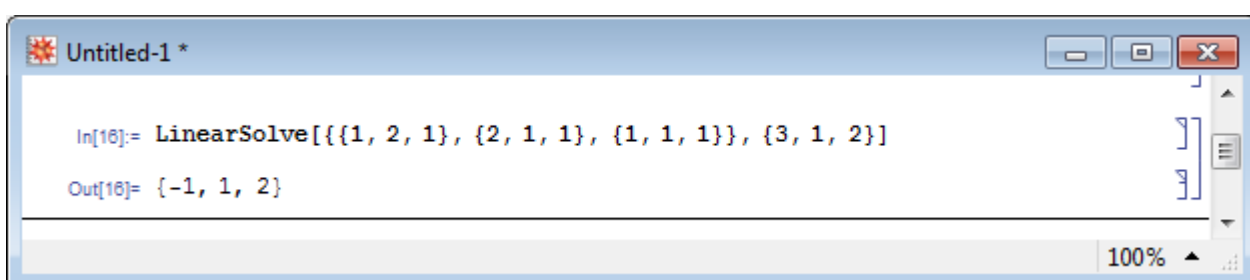 Untitled-1 *
In[16]:= LinearSolve[{{1, 2, 1}, {2, 1, 1}, {1, 1, 1}}, {3, 1, 2}]
Out[16]= {-1, 1, 2}
100%